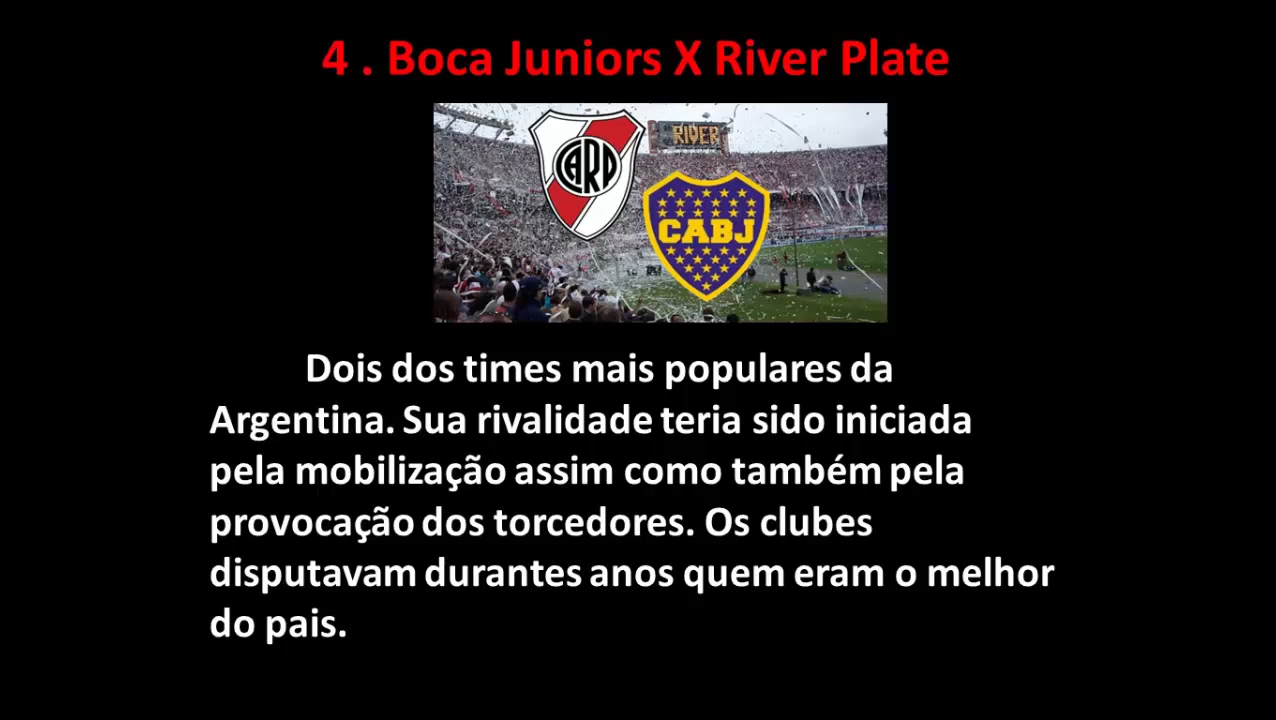 4 . Boca Juniors X River Plate
RIVER
CARP
CABJ
Dois dos times mais populares da
Argentina. Sua rivalidade teria sido iniciada
pela mobilização assim como também pela
provocação dos torcedores. Os clubes
disputavam durantes anos quem eram o melhor
do pais.